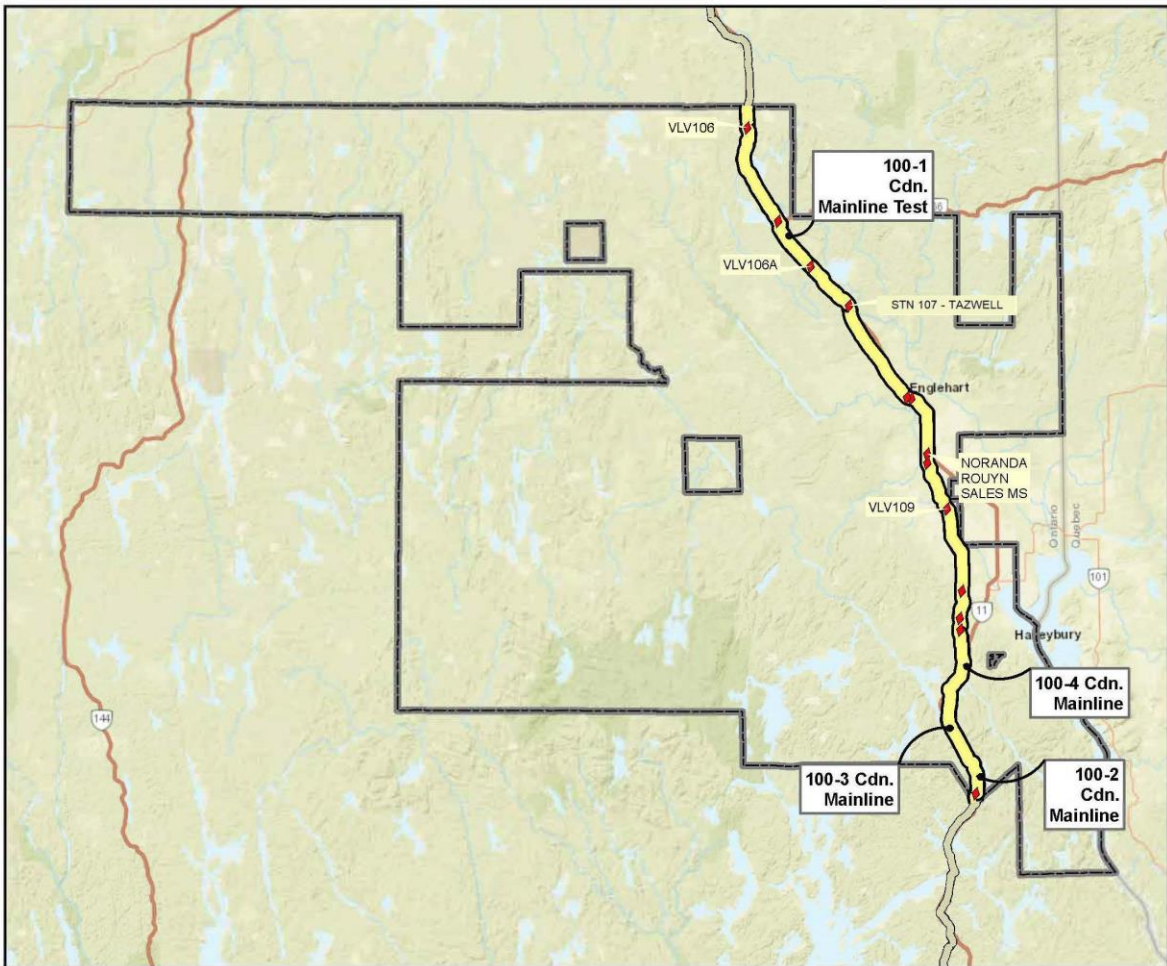 VLV106
100-1
Cdn.
Mainline Test
66
VLV106A
STN 107 - TAZWELL
Englehart
NORANDA
ROUYN
SALES MS
VLV109
Ontario
Quebec
101
11
Haileybury
100-4 Cdn.
Mainline
144
100-3 Cdn.
Mainline
100-2
Cdn.
Mainline